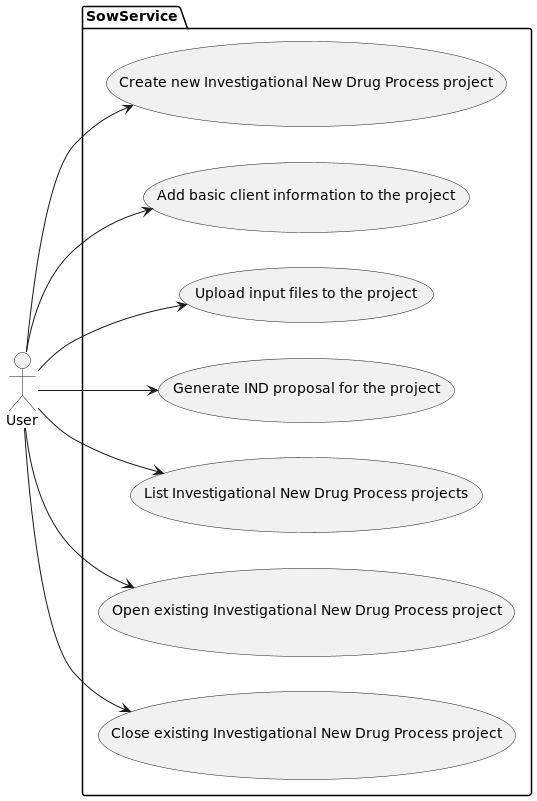 SowService
Create new Investigational New Drug Process project
Add basic client information to the project
Upload input files to the project
Generate IND proposal for the project
User
List Investigational New Drug Process projects
Open existing Investigational New Drug Process project
Close existing Investigational New Drug Process project